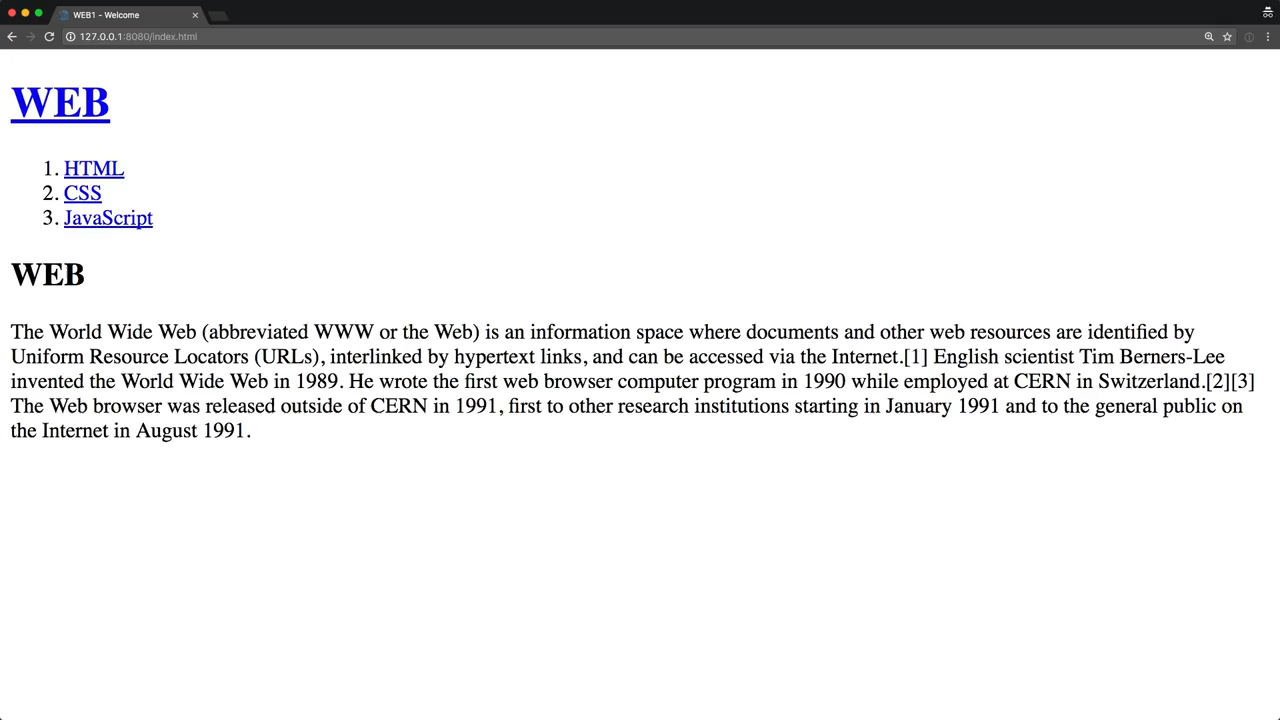 WEB1 - Welcome
127.0.0.1:8080/index.html
WEB
1. HTML
2. CSS
3. JavaScript
WEB
The World Wide Web (abbreviated WWW or the Web) is an information space where documents and other web resources are identified by
Uniform Resource Locators (URLs), interlinked by hypertext links, and can be accessed via the Internet.[1] English scientist Tim Berners-Lee
invented the World Wide Web in 1989. He wrote the first web browser computer program in 1990 while employed at CERN in Switzerland.[2][3]
The Web browser was released outside of CERN in 1991, first to other research institutions starting in January 1991 and to the general public on
the Internet in August 1991.